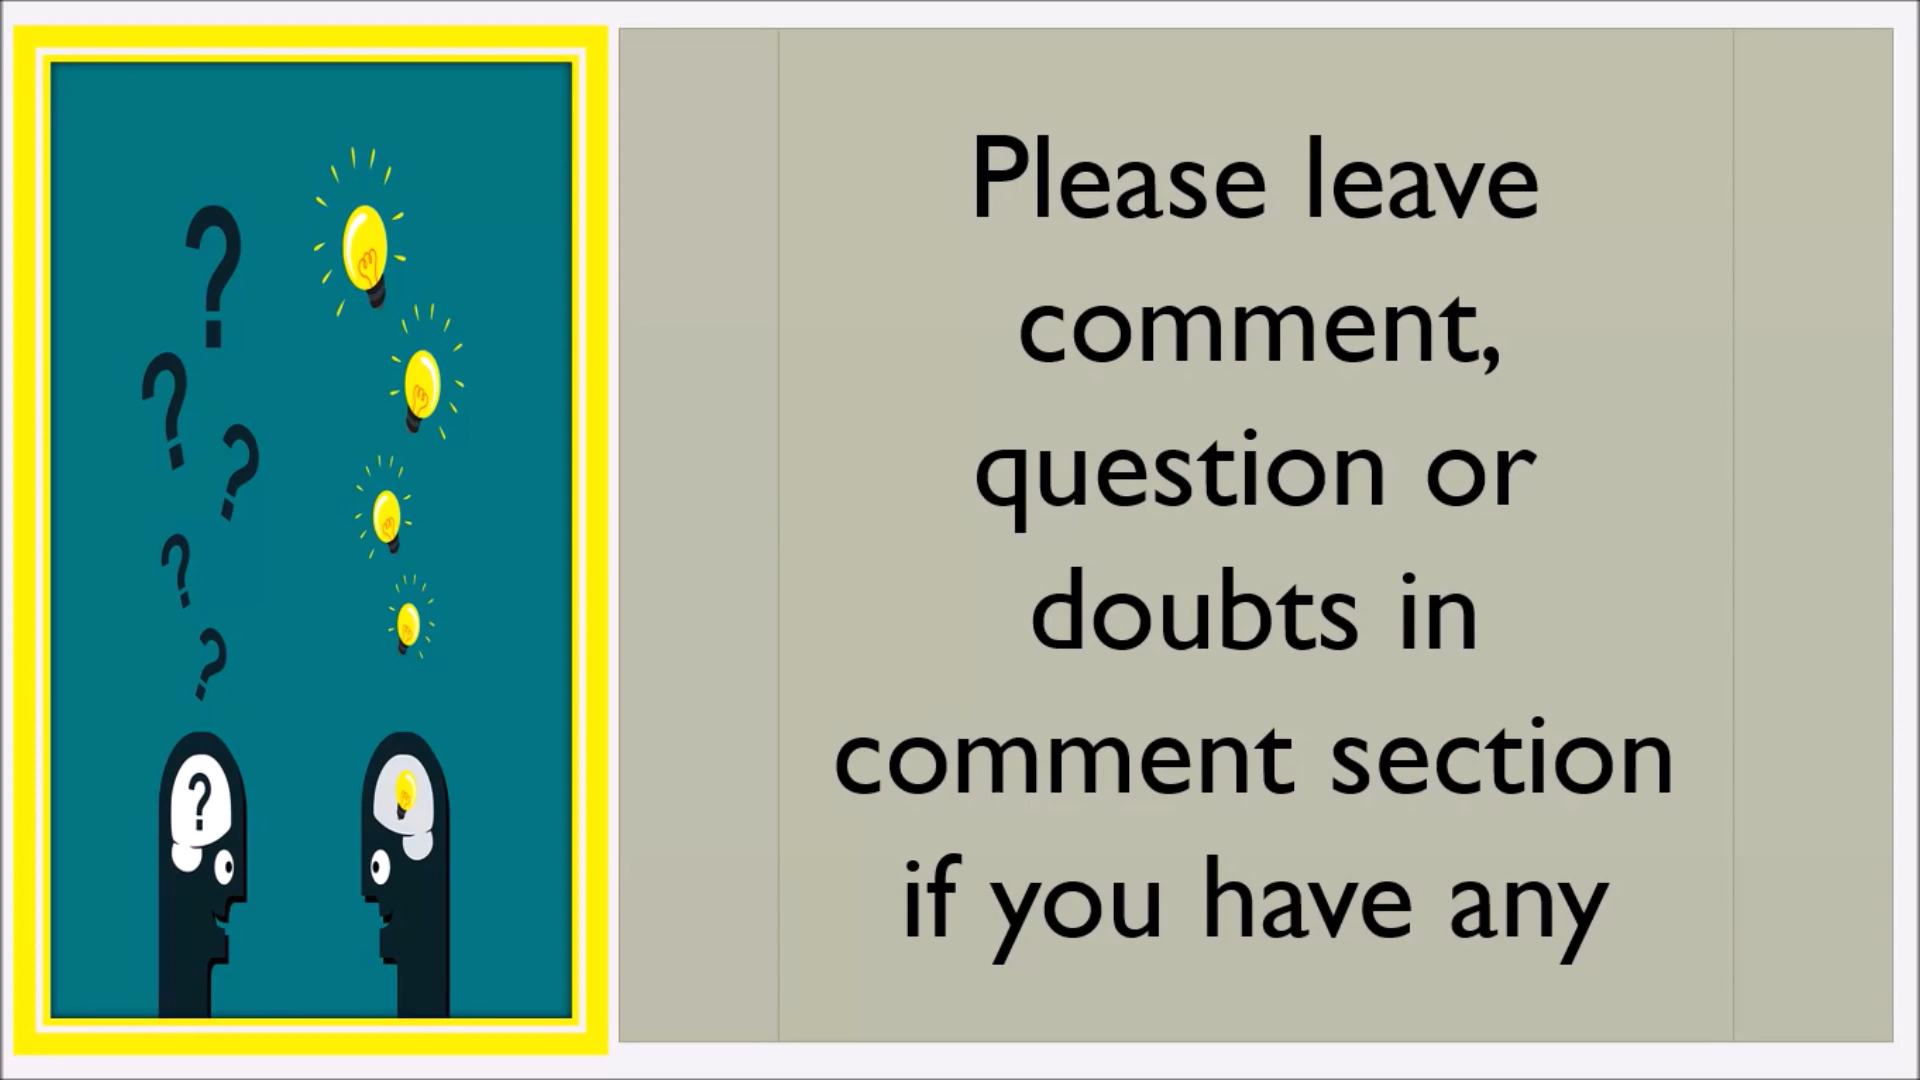 Please leave
comment,
question or
doubts in
comment section
if you have any